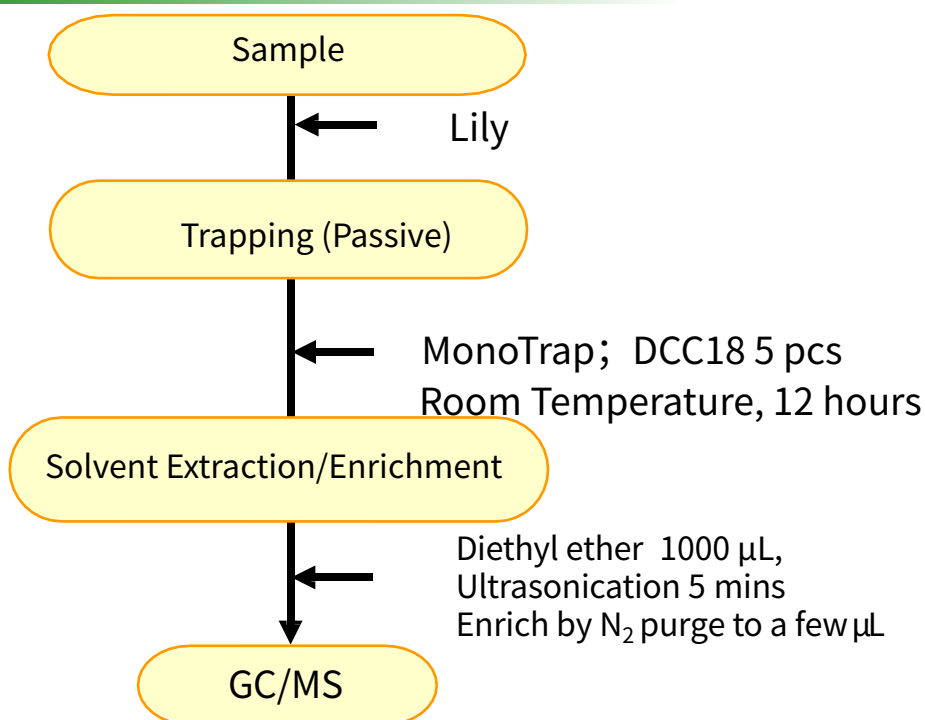 Sample
Lily
Trapping (Passive)
MonoTrap； DCC18 5 pcs
Room Temperature, 12 hours
Solvent Extraction/Enrichment
Diethyl ether 1000 µL,
Ultrasonication 5 mins
Enrich by N₂ purge to a few µL
GC/MS